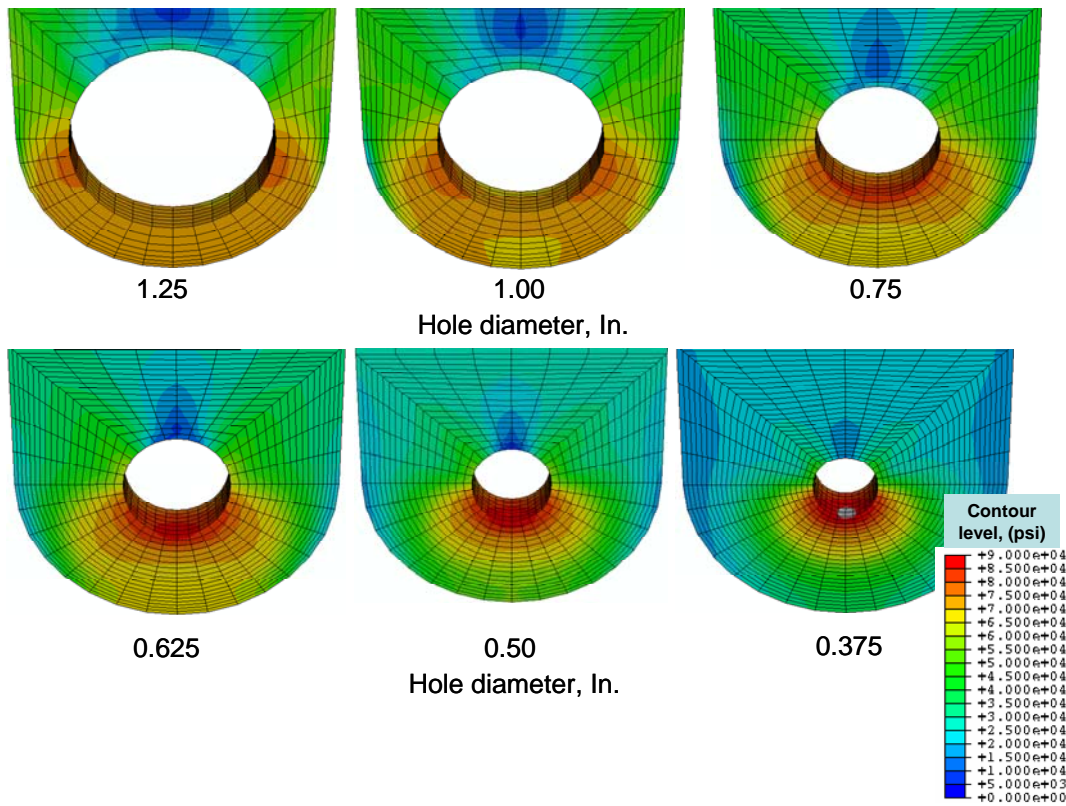 1.25 1.00 0.75
Hole diameter, In.
0.625 0.50 0.375
Hole diameter, In.
Contour
level, (psi)
+9.000e+04
+8.500e+04
+8.000e+04
+7.500e+04
+7.000e+04
+6.500e+04
+6.000e+04
+5.500e+04
+5.000e+04
+4.500e+04
+4.000e+04
+3.500e+04
+3.000e+04
+2.500e+04
+2.000e+04
+1.500e+04
+1.000e+04
+5.000e+03
+0.000e+00